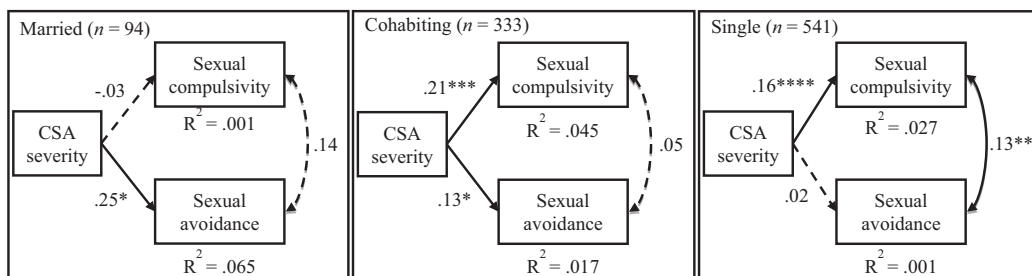 Married (n = 94)
Sexual
compulsivity
-.03
R² = .001
CSA
severity
.14
.25*
Sexual
avoidance
R² = .065
Cohabiting (n = 333)
Sexual
compulsivity
.21***
R² = .045
CSA
severity
.05
.13*
Sexual
avoidance
R² = .017
Single (n = 541)
Sexual
compulsivity
.16****
R² = .027
CSA
severity
.13**
.02
Sexual
avoidance
R² = .001